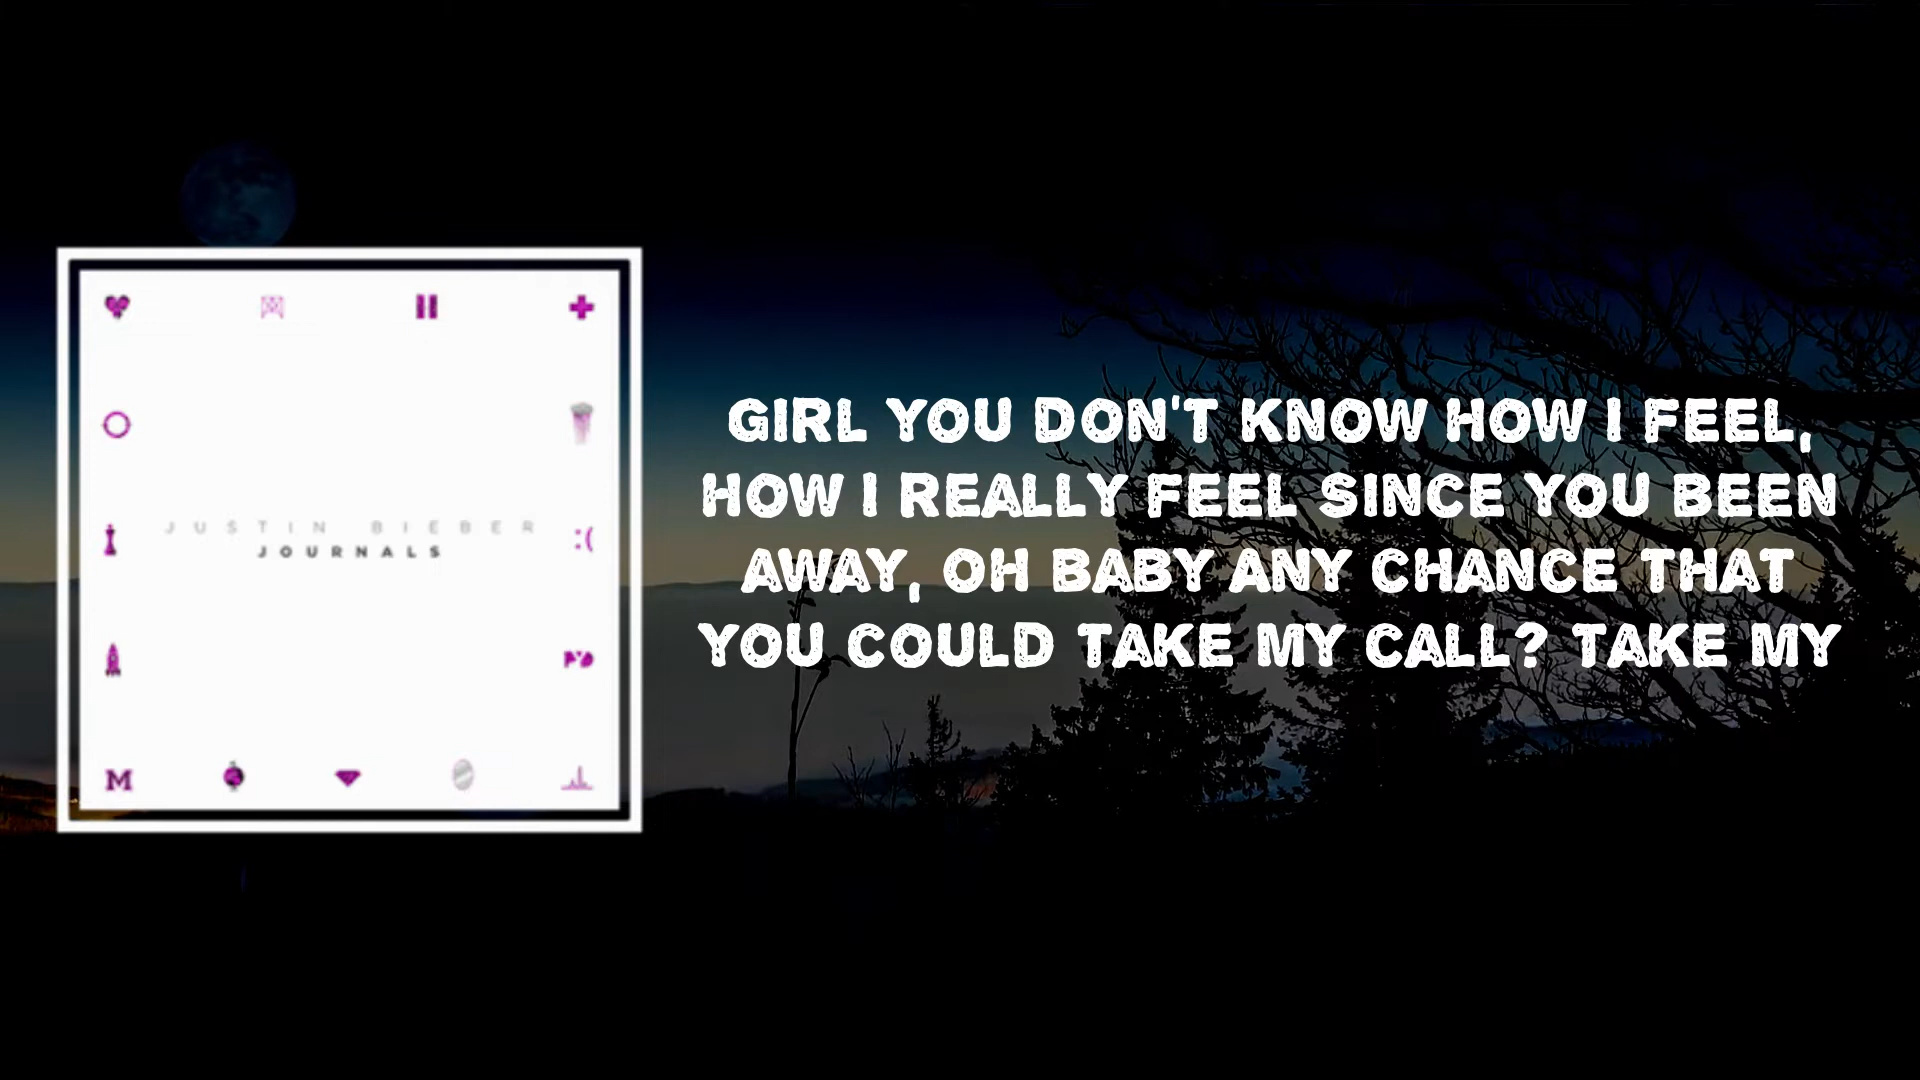 JUSTIN BIEBER
JOURNALS
:(
PYD
M
GIRL YOU DON'T KNOW HOW I FEEL,
HOW I REALLY FEEL SINCE YOU BEEN
AWAY, OH BABY ANY CHANCE THAT
YOU COULD TAKE MY CALL? TAKE MY